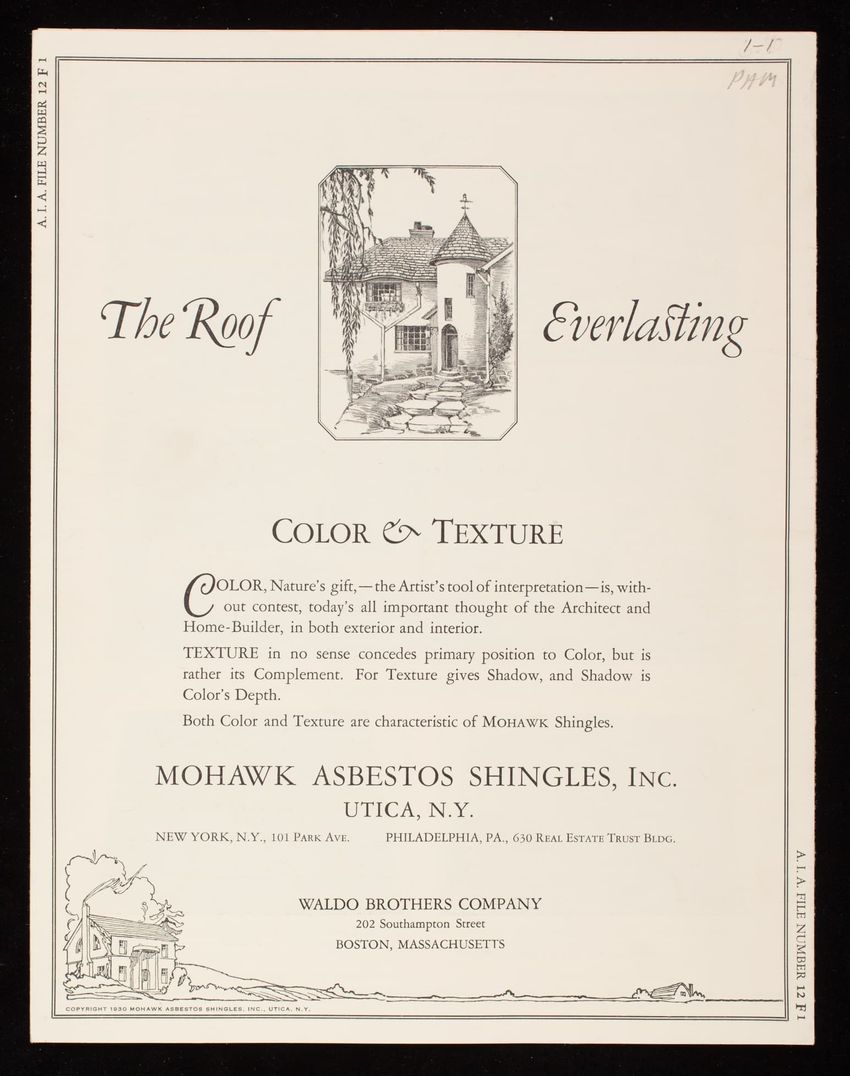 1-1
PAM
A. I. A. FILE NUMBER 12 F 1
The Roof Everlasting
COLOR & TEXTURE
COLOR, Nature's gift,—the Artist's tool of interpretation—is, with-
out contest, today's all important thought of the Architect and
Home-Builder, in both exterior and interior.
TEXTURE in no sense concedes primary position to Color, but is
rather its Complement. For Texture gives Shadow, and Shadow is
Color's Depth.
Both Color and Texture are characteristic of MOHAWK Shingles.
MOHAWK ASBESTOS SHINGLES, INC.
UTICA, N.Y.
NEW YORK, N.Y., 101 PARK AVE. PHILADELPHIA, PA., 630 REAL ESTATE TRUST BLDG.
WALDO BROTHERS COMPANY
202 Southampton Street
BOSTON, MASSACHUSETTS
A. I. A. FILE NUMBER 12 F 1
COPYRIGHT 1930 MOHAWK ASBESTOS SHINGLES, INC., UTICA, N.Y.